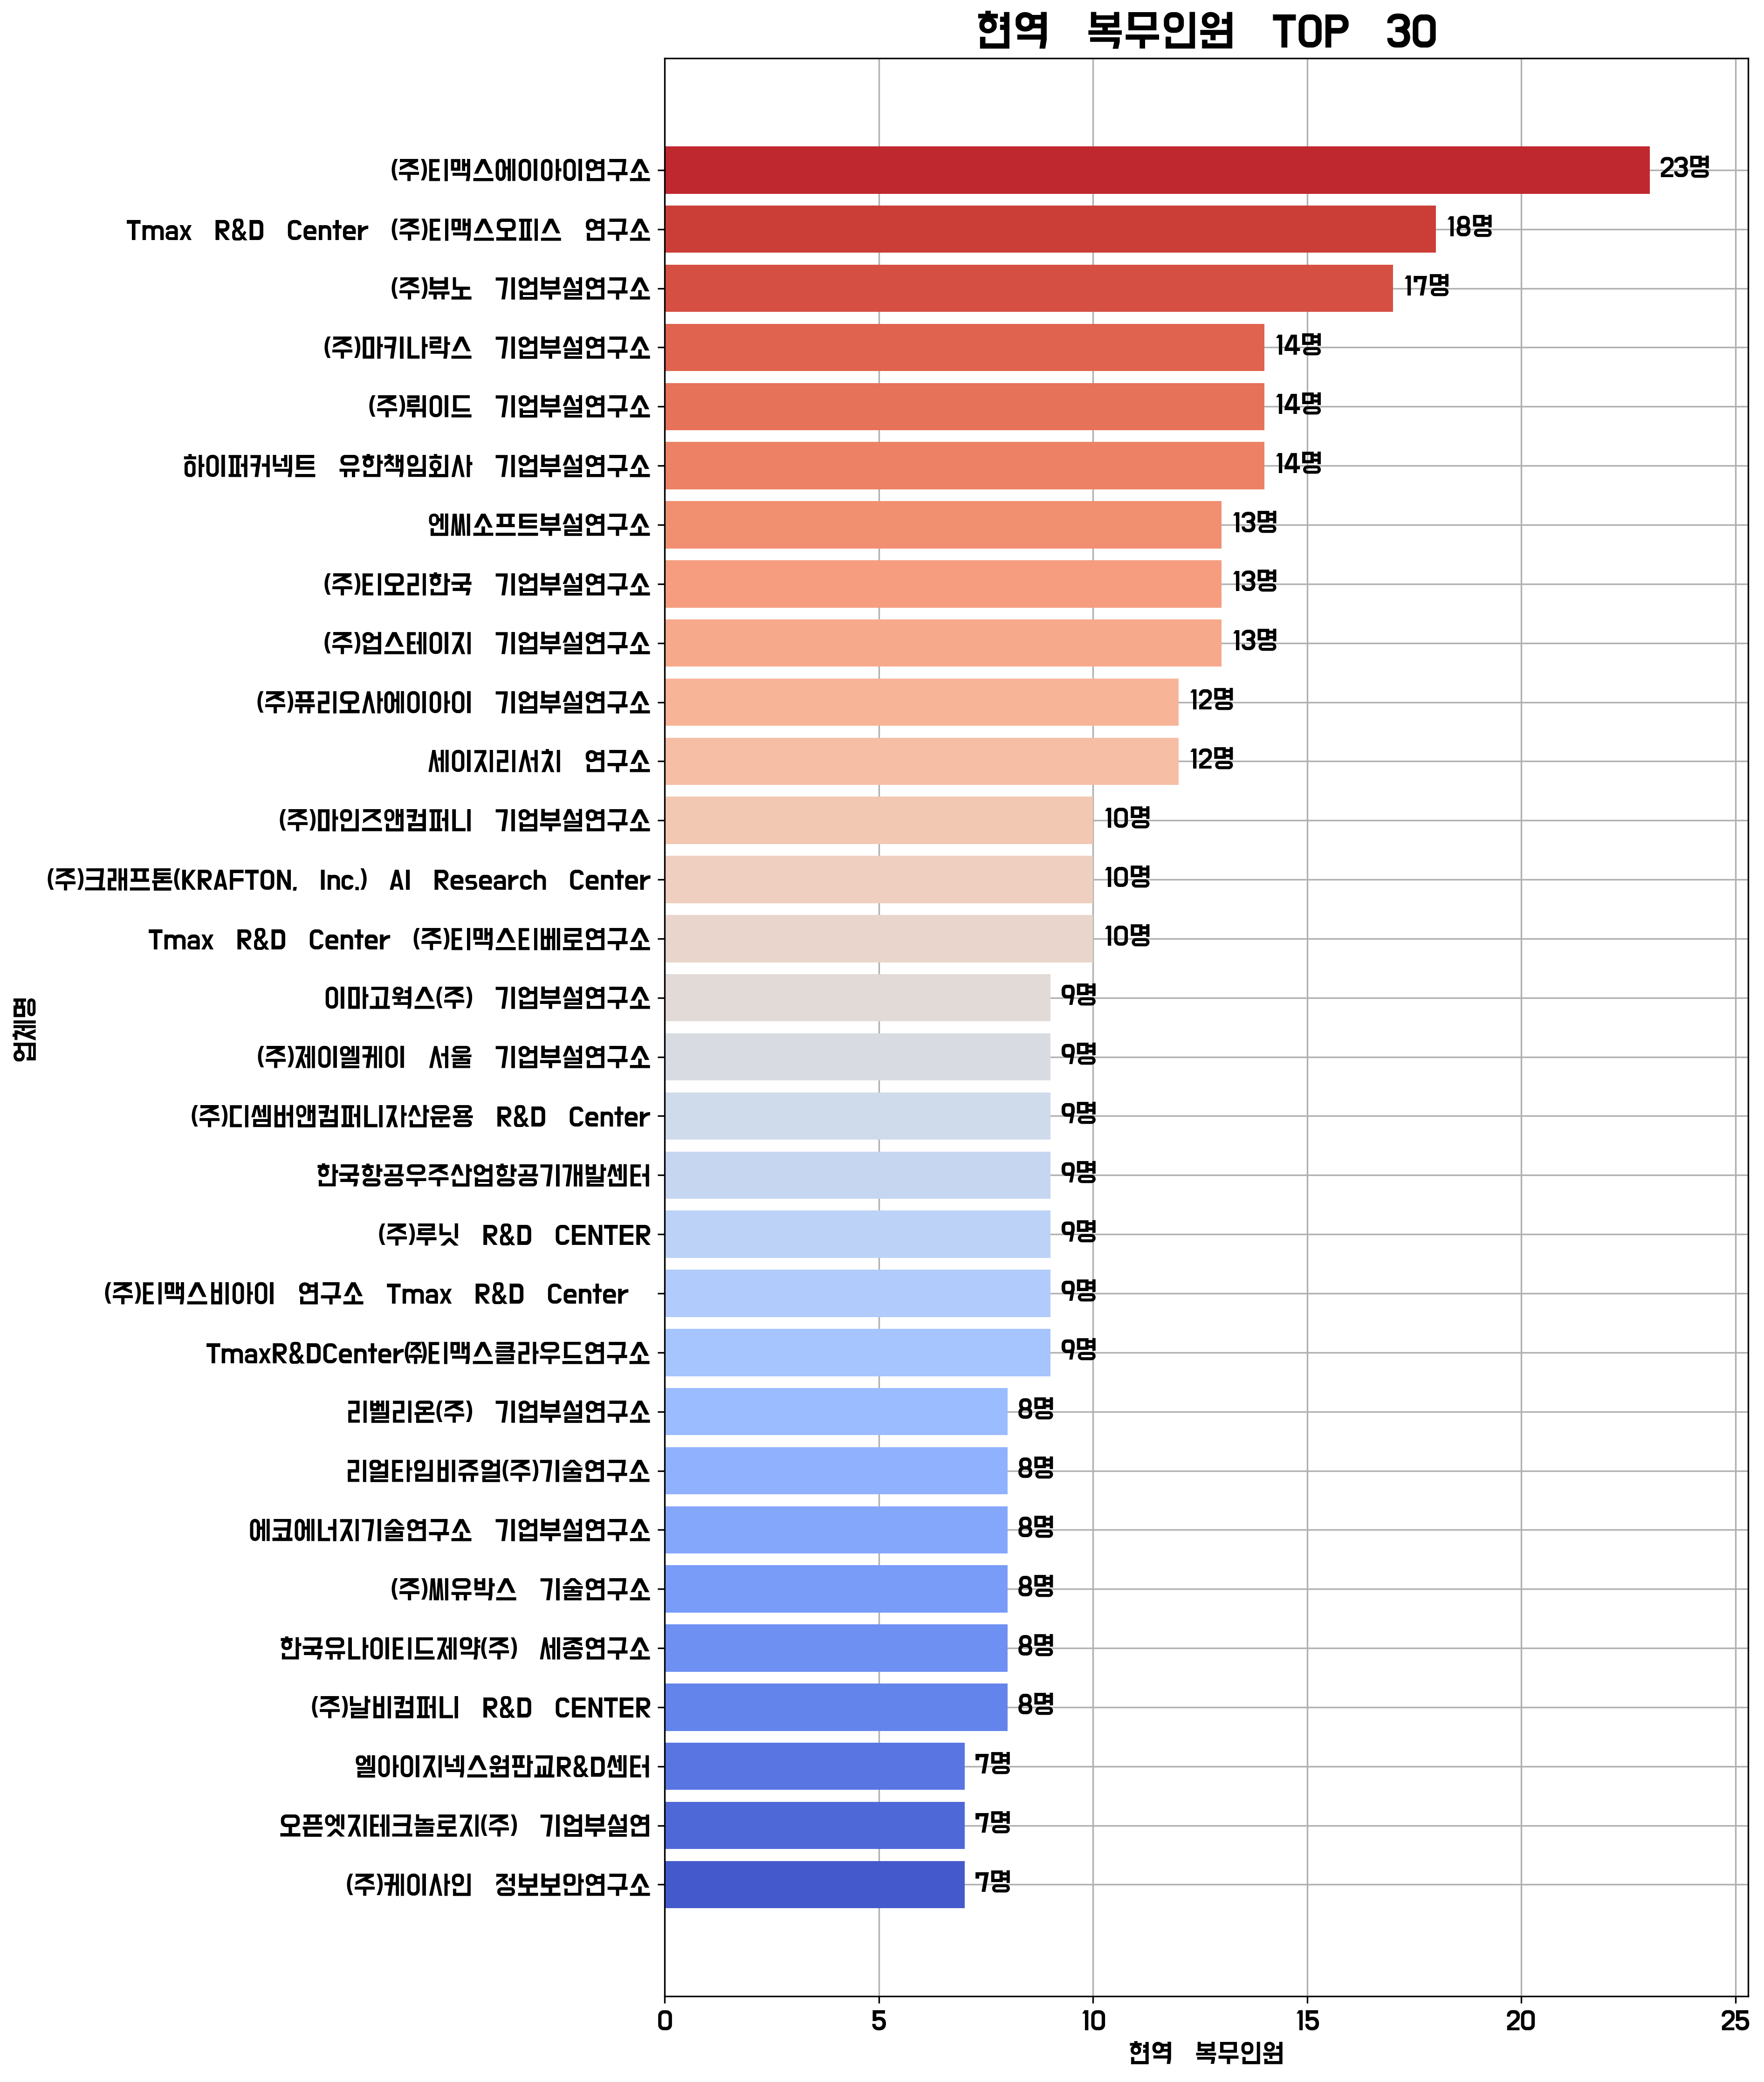 현역 복무인원 TOP 30
(주)티맥스에이아이연구소 23명
Tmax R&D Center (주)티맥스오피스 연구소 18명
(주)뷰노 기업부설연구소 17명
(주)마키나락스 기업부설연구소 14명
(주)뤼이드 기업부설연구소 14명
하이퍼커넥트 유한책임회사 기업부설연구소 14명
엔씨소프트부설연구소 13명
(주)티오리한국 기업부설연구소 13명
(주)업스테이지 기업부설연구소 13명
(주)퓨리오사에이아이 기업부설연구소 12명
세이지리서치 연구소 12명
(주)마인즈앤컴퍼니 기업부설연구소 10명
(주)크래프톤(KRAFTON, Inc.) AI Research Center 10명
Tmax R&D Center (주)티맥스티베로연구소 10명
이마고웍스(주) 기업부설연구소 9명
(주)제이엘케이 서울 기업부설연구소 9명
(주)디셈버앤컴퍼니자산운용 R&D Center 9명
한국항공우주산업항공기개발센터 9명
(주)루닛 R&D CENTER 9명
(주)티맥스비아이 연구소 Tmax R&D Center 9명
TmaxR&DCenter㈜티맥스클라우드연구소 9명
리벨리온(주) 기업부설연구소 8명
리얼타임비쥬얼(주)기술연구소 8명
에코에너지기술연구소 기업부설연구소 8명
(주)씨유박스 기술연구소 8명
한국유나이티드제약(주) 세종연구소 8명
(주)날비컴퍼니 R&D CENTER 8명
엘아이지넥스원판교R&D센터 7명
오픈엣지테크놀로지(주) 기업부설연 7명
(주)케이사인 정보보안연구소 7명
업체명
0 5 10 15 20 25
현역 복무인원